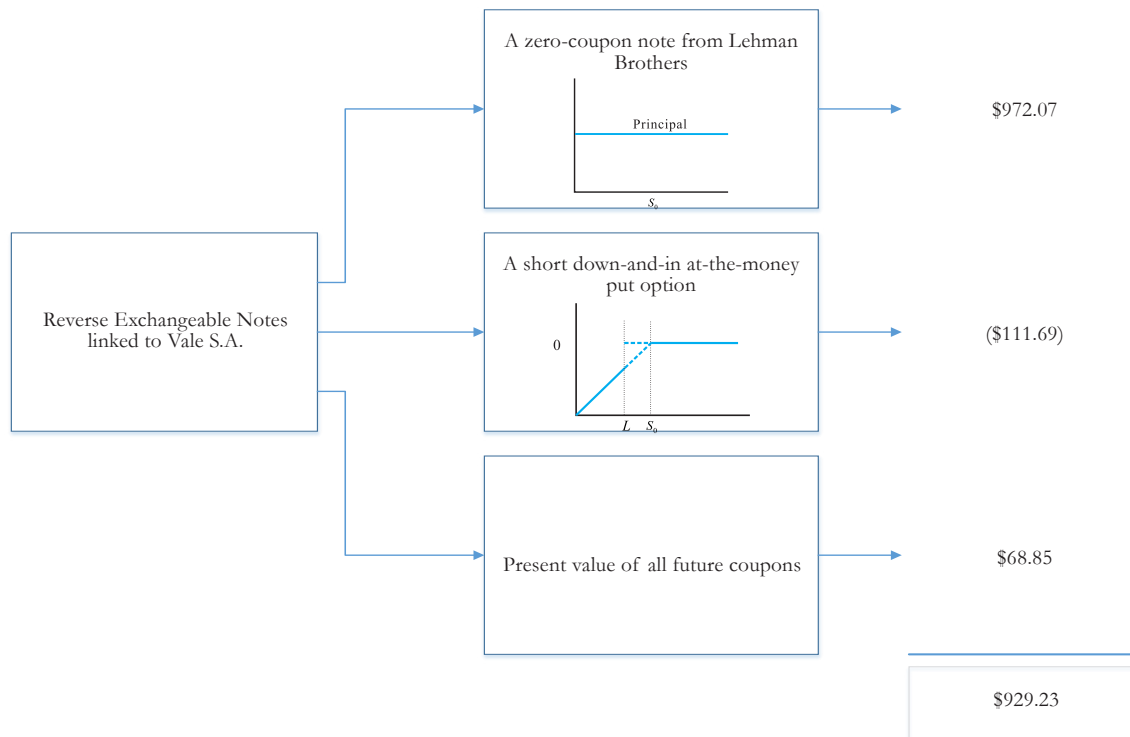 A zero-coupon note from Lehman
Brothers
Principal
S₀
$972.07
Reverse Exchangeable Notes
linked to Vale S.A.
A short down-and-in at-the-money
put option
0
L S₀
($111.69)
Present value of all future coupons
$68.85
$929.23